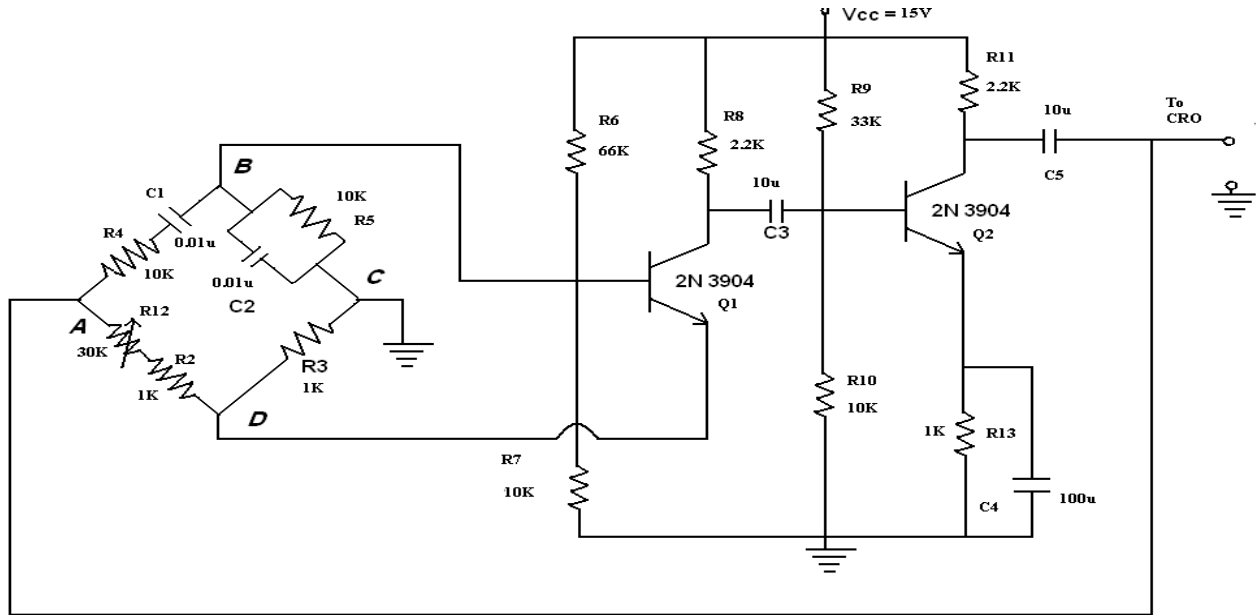 Vcc = 15V
R11
2.2K
R9
33K
R8
2.2K
R6
66K
10u
C5
To
CRO
B
C1
0.01u
R4
10K
10K
R5
0.01u
C2
C
A
R12
30K
R2
1K
R3
1K
D
10u
C3
2N 3904
Q2
2N 3904
Q1
R10
10K
R7
10K
1K
R13
C4
100u